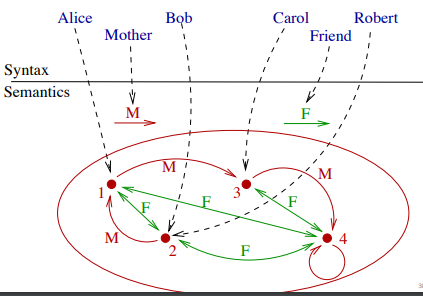 Alice Bob Carol Robert
Mother Friend
Syntax
Semantics
M F
M M
1 3
F F F
M 2 F 4